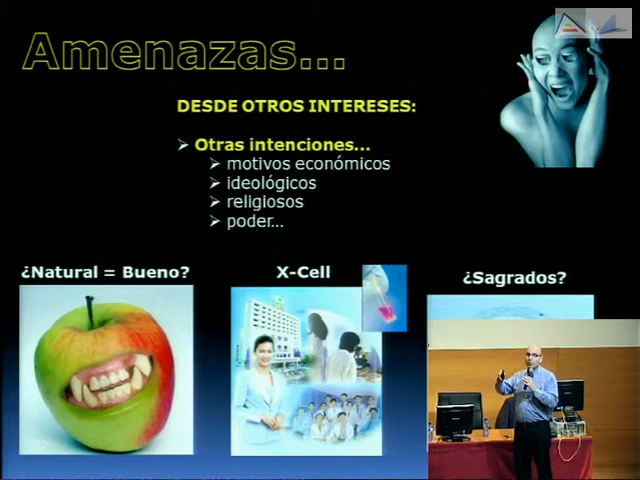 Amenazas...
DESDE OTROS INTERESES:
Otras intenciones...
motivos económicos
ideológicos
religiosos
poder...
¿Natural = Bueno?
X-Cell
¿Sagrados?